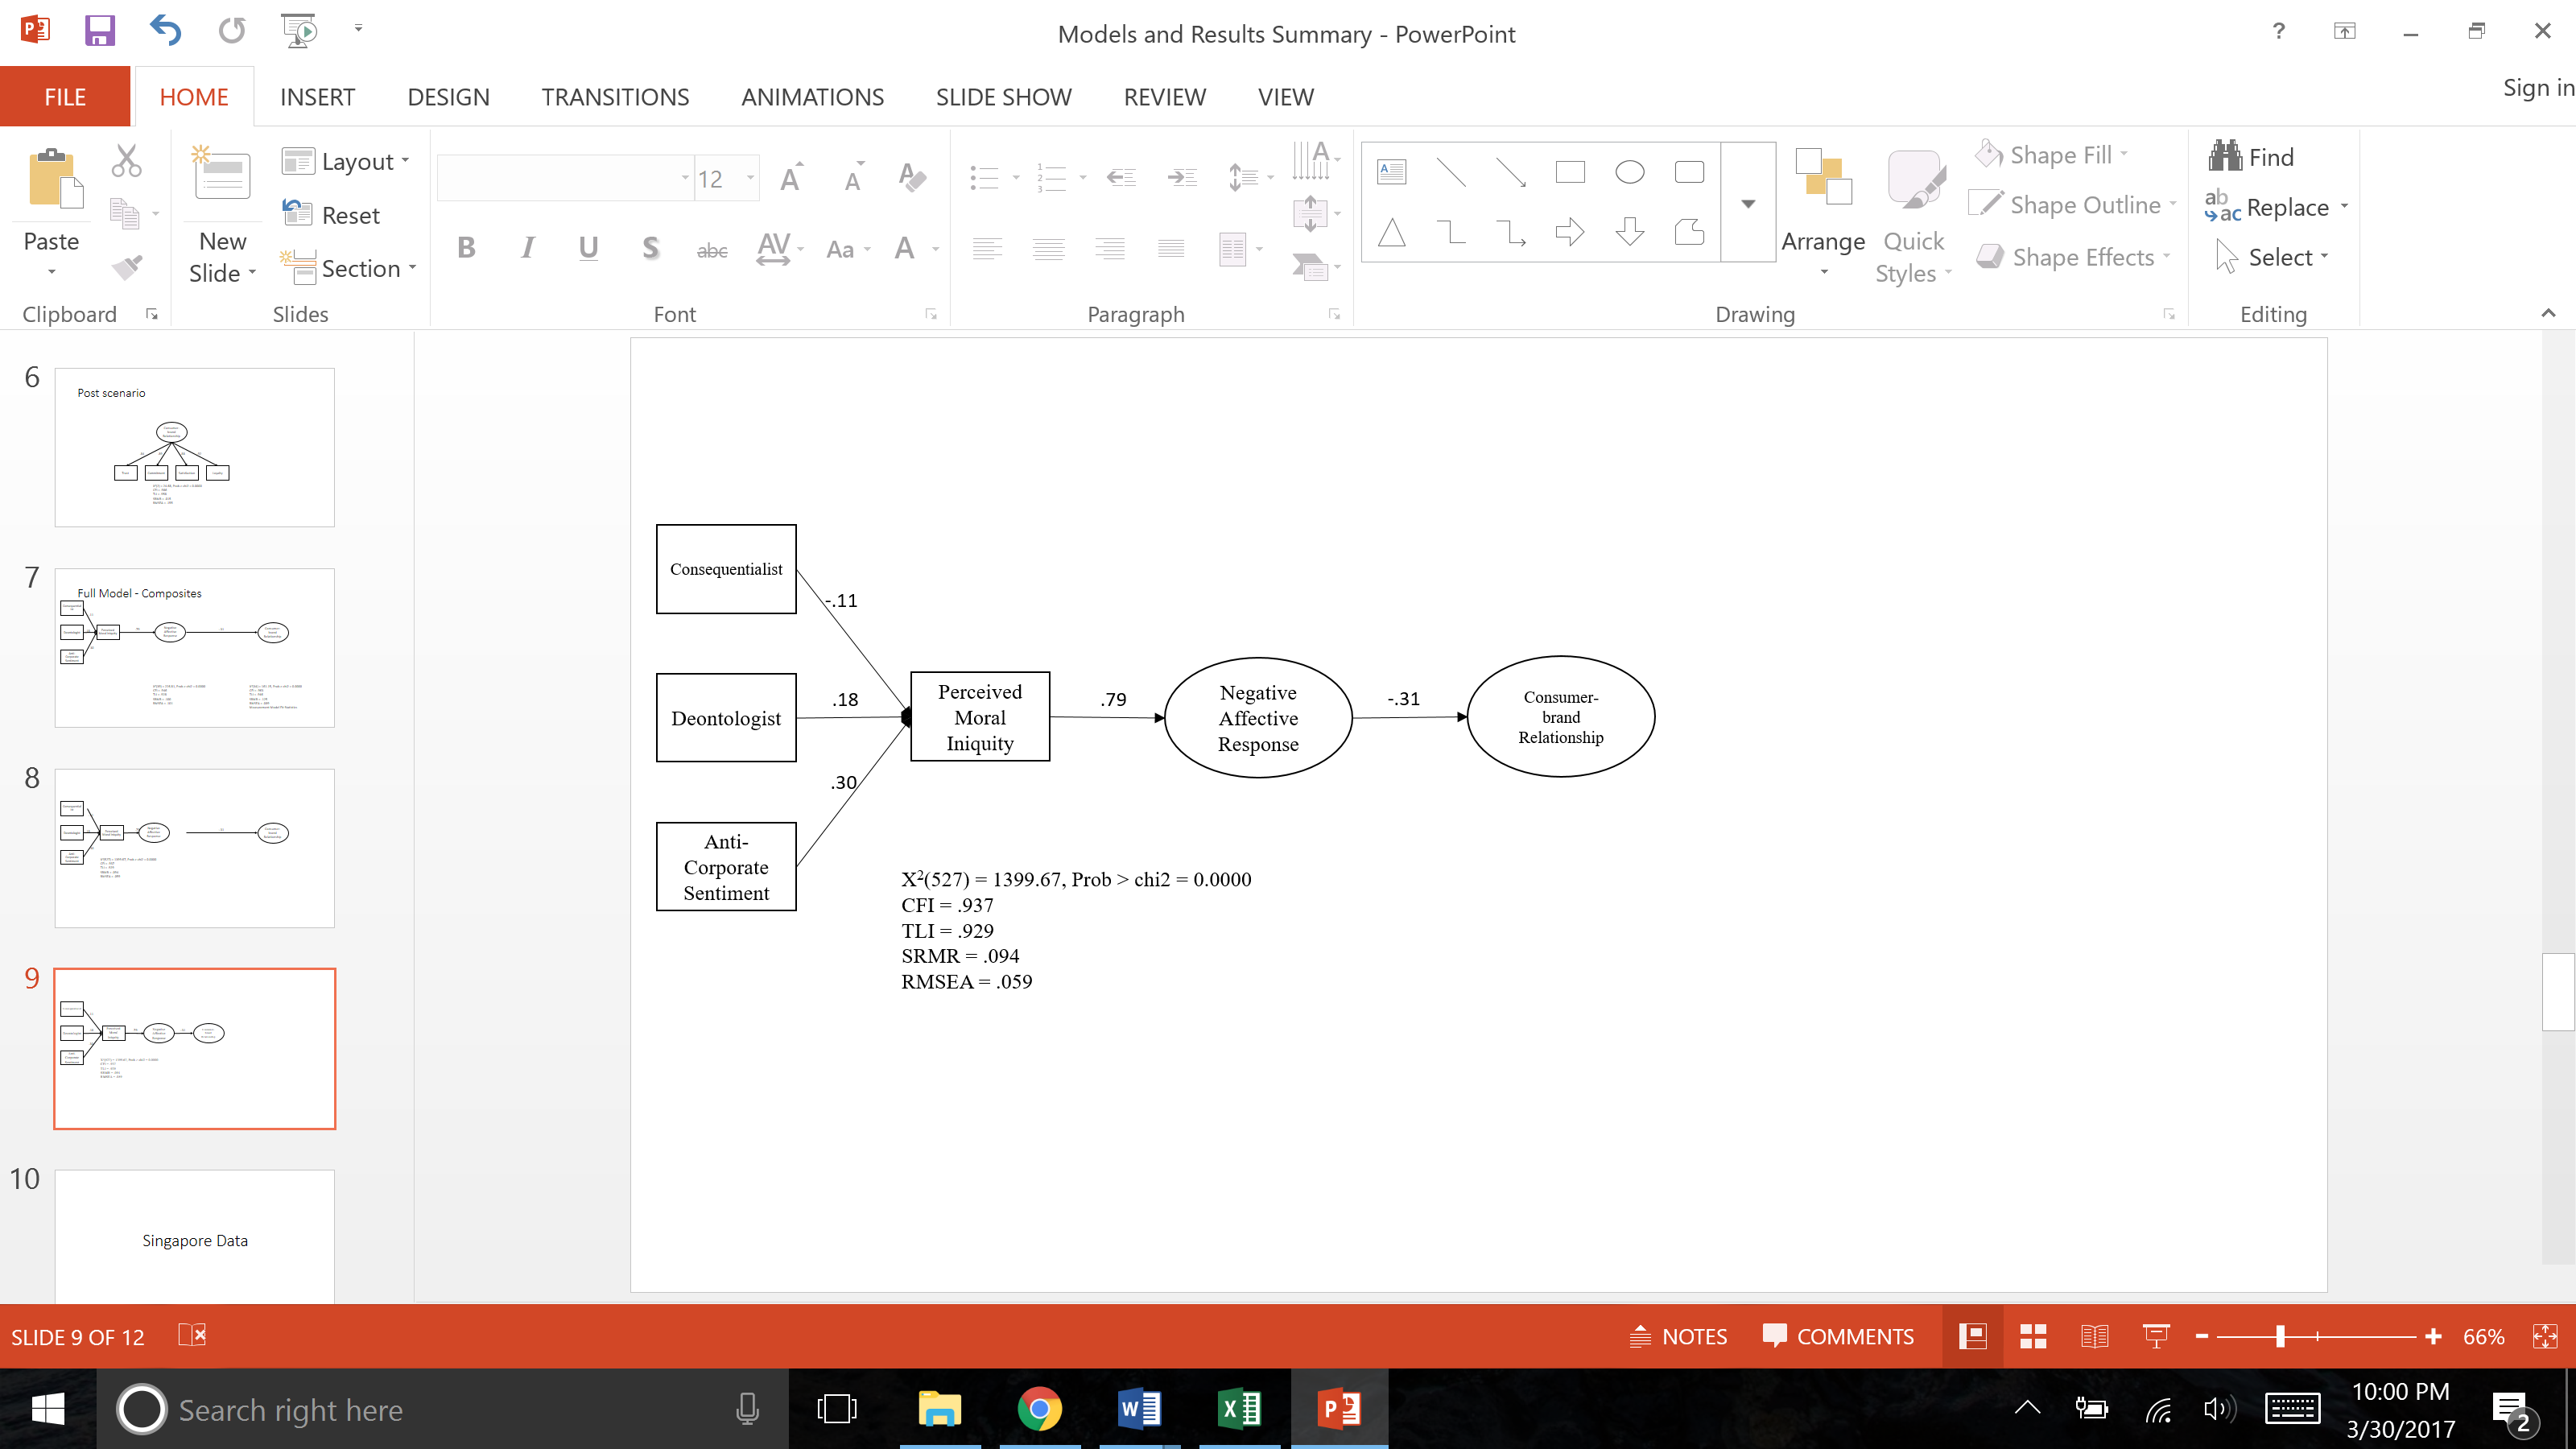 Models and Results Summary - PowerPoint
?
Sign in
FILE
HOME
INSERT
DESIGN
TRANSITIONS
ANIMATIONS
SLIDE SHOW
REVIEW
VIEW
Paste
Clipboard
New
Slide
Layout
Reset
Section
Slides
12
B
I
U
S
abc
AV
Aa
A
Font
Paragraph
Arrange
Quick
Styles
Shape Fill
Shape Outline
Shape Effects
Drawing
Find
Replace
Select
Editing
6
Post scenario
7
Full Model - Composites
8
9
10
Singapore Data
Consequentialist
-.11
Deontologist
.18
Anti-
Corporate
Sentiment
.30
Perceived
Moral
Iniquity
.79
Negative
Affective
Response
-.31
Consumer-
brand
Relationship
X²(527) = 1399.67, Prob > chi2 = 0.0000
CFI = .937
TLI = .929
SRMR = .094
RMSEA = .059
SLIDE 9 OF 12
NOTES
COMMENTS
66%
Search right here
10:00 PM
3/30/2017
2